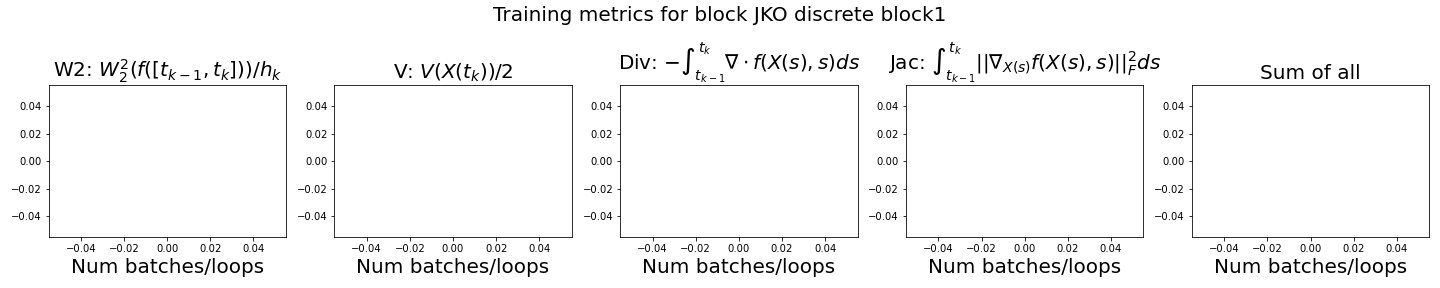 Training metrics for block JKO discrete block1
W2: $W_2^2(f([t_{k-1}, t_k]))/h_k$
V: $V(X(t_k))/2$
Div: $-\int_{t_{k-1}}^{t_k} \nabla \cdot f(X(s), s)ds$
Jac: $\int_{t_{k-1}}^{t_k} ||\nabla_{X(s)} f(X(s), s)||_F^2 ds$
Sum of all
0.04
0.02
0.00
−0.02
−0.04
−0.04 −0.02 0.00 0.02 0.04
Num batches/loops
0.04
0.02
0.00
−0.02
−0.04
−0.04 −0.02 0.00 0.02 0.04
Num batches/loops
0.04
0.02
0.00
−0.02
−0.04
−0.04 −0.02 0.00 0.02 0.04
Num batches/loops
0.04
0.02
0.00
−0.02
−0.04
−0.04 −0.02 0.00 0.02 0.04
Num batches/loops
0.04
0.02
0.00
−0.02
−0.04
−0.04 −0.02 0.00 0.02 0.04
Num batches/loops